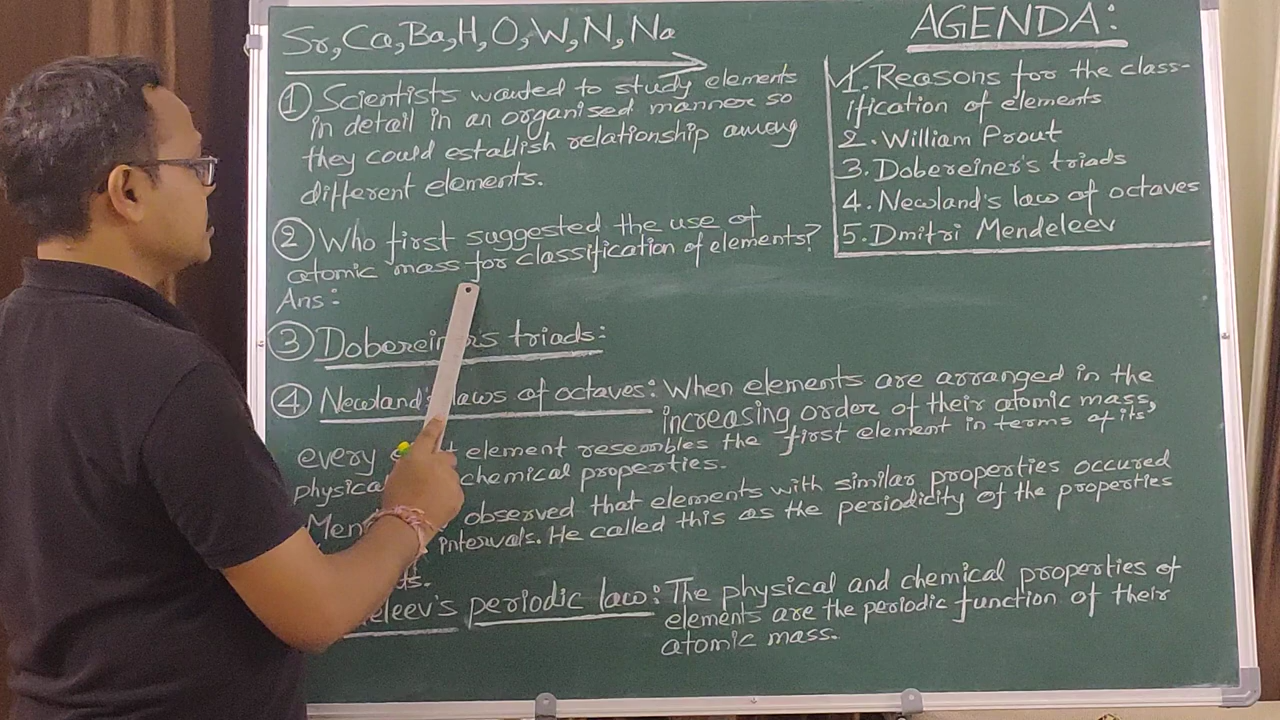 Sr, Ca, Ba, H, O, W, N, Na
① Scientists wanted to study elements
in detail in an organised manner so
they could establish relationship among
different elements.
② Who first suggested the use of
atomic mass for classification of elements?
Ans:
③ Dobereiner's triads:
④ Newland's laws of octaves: When elements are arranged in the
increasing order of their atomic mass,
every element resembles the first element in terms of its
physical chemical properties.
observed that elements with similar properties occured
intervals. He called this as the periodicity of the properties
periodic law: The physical and chemical properties of
elements are the periodic function of their
atomic mass.
AGENDA:
1. Reasons for the class-
ification of elements
2. William Prout
3. Dobereiner's triads
4. Newland's law of octaves
5. Dmitri Mendeleev